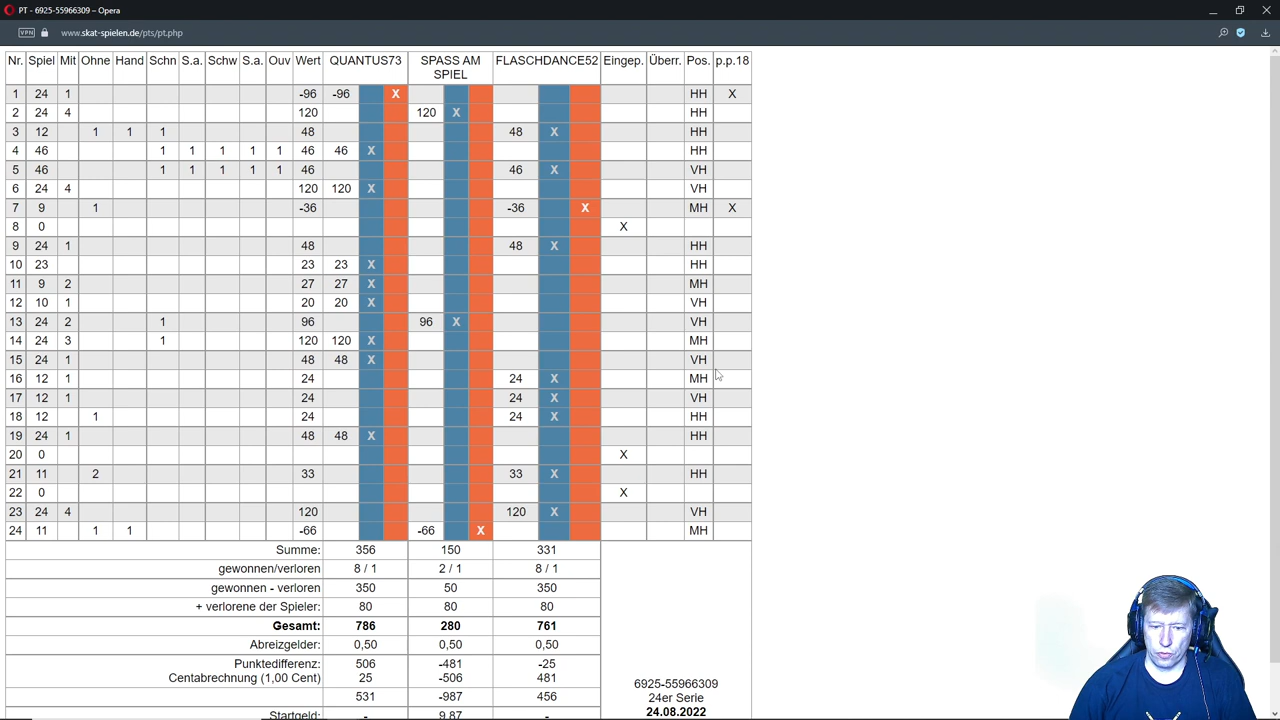 PT - 6925-55966309 – Opera
VPN www.skat-spielen.de/pts/pt.php
Nr. Spiel Mit Ohne Hand Schn S.a. Schw S.a. Ouv Wert QUANTUS73 SPASS AM SPIEL FLASCHDANCE52 Eingep. Überr. Pos. p.p.18
1 24 1 -96 -96 X HH X
2 24 4 120 120 X HH
3 12 1 1 1 48 48 X HH
4 46 1 1 1 1 1 46 46 X HH
5 46 1 1 1 1 1 46 46 X VH
6 24 4 120 120 X VH
7 9 1 -36 -36 X MH X
8 0 X
9 24 1 48 48 X HH
10 23 23 23 X HH
11 9 2 27 27 X MH
12 10 1 20 20 X VH
13 24 2 1 96 96 X VH
14 24 3 1 120 120 X MH
15 24 1 48 48 X VH
16 12 1 24 24 X MH
17 12 1 24 24 X VH
18 12 1 24 24 X HH
19 24 1 48 48 X HH
20 0 X
21 11 2 33 33 X HH
22 0 X
23 24 4 120 120 X VH
24 11 1 1 -66 -66 X MH
Summe: 356 150 331
gewonnen/verloren 8 / 1 2 / 1 8 / 1
gewonnen - verloren 350 50 350
+ verlorene der Spieler: 80 80 80
Gesamt: 786 280 761
Abreizgelder: 0,50 0,50 0,50
Punktedifferenz: 506 -481 -25
Centabrechnung (1,00 Cent) 25 -506 481
531 -987 456
Startgeld: - 9,87 -
6925-55966309
24er Serie
24.08.2022